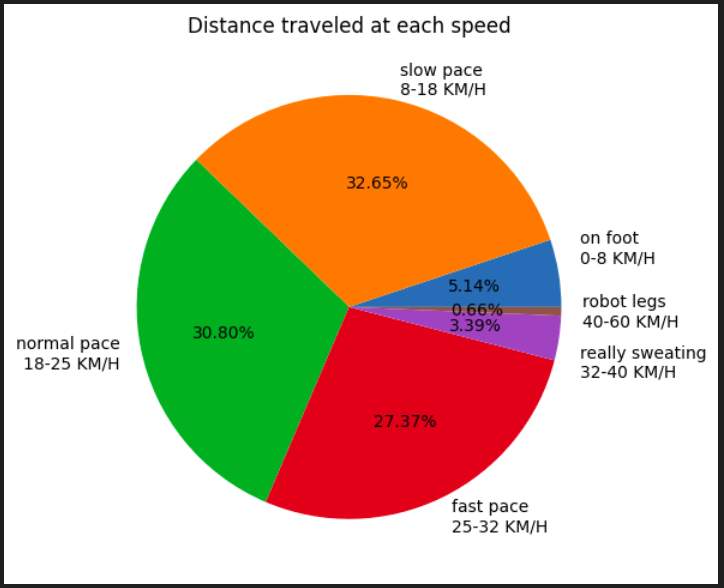 Distance traveled at each speed
slow pace
8-18 KM/H
32.65%
on foot
0-8 KM/H
5.14%
robot legs
40-60 KM/H
0.66%
3.39%
really sweating
32-40 KM/H
normal pace
18-25 KM/H
30.80%
27.37%
fast pace
25-32 KM/H